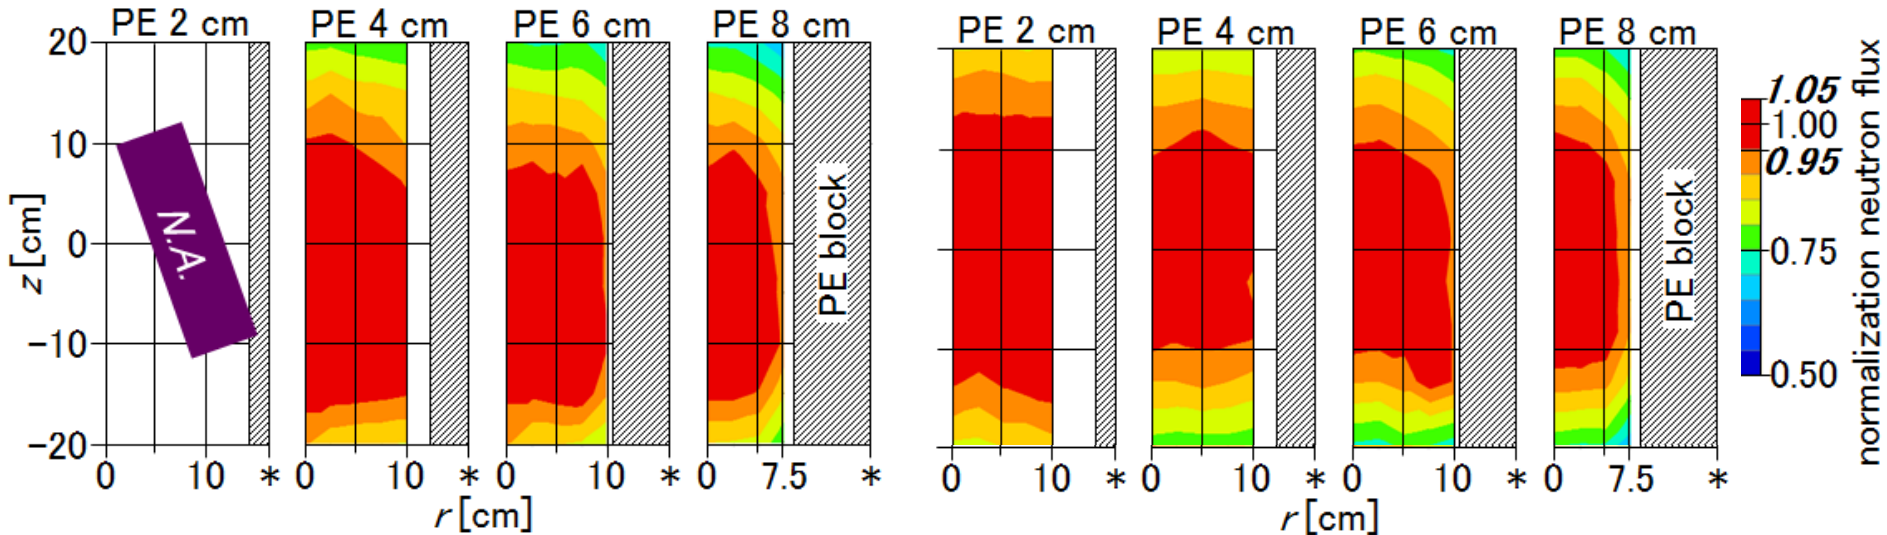 PE 2 cm PE 4 cm PE 6 cm PE 8 cm PE 2 cm PE 4 cm PE 6 cm PE 8 cm
20
10
0
-10
-20
z [cm]
N.A.
PE block
PE block
0 10 * 0 10 * 0 10 * 0 7.5 * 0 10 * 0 10 * 0 10 * 0 7.5 *
r [cm] r [cm]
1.05
1.00
0.95
0.75
0.50
normalization neutron flux